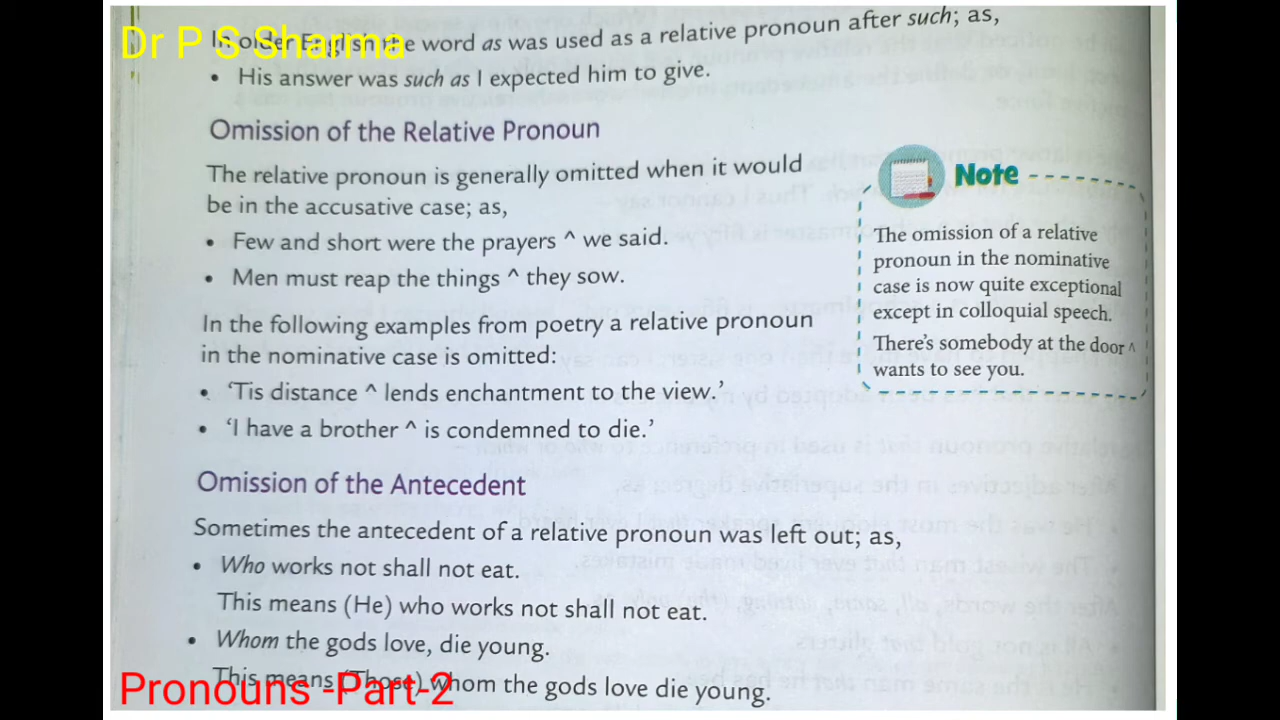 Dr P S Sharma
In older English the word as was used as a relative pronoun after such; as,
• His answer was such as I expected him to give.
Omission of the Relative Pronoun
The relative pronoun is generally omitted when it would
be in the accusative case; as,
• Few and short were the prayers ^ we said.
• Men must reap the things ^ they sow.
In the following examples from poetry a relative pronoun
in the nominative case is omitted:
• ‘Tis distance ^ lends enchantment to the view.’
• ‘I have a brother ^ is condemned to die.’
Note
The omission of a relative
pronoun in the nominative
case is now quite exceptional
except in colloquial speech.
There’s somebody at the door ^
wants to see you.
Omission of the Antecedent
Sometimes the antecedent of a relative pronoun was left out; as,
• Who works not shall not eat.
This means (He) who works not shall not eat.
• Whom the gods love, die young.
This means (Those) whom the gods love die young.
Pronouns -Part-2